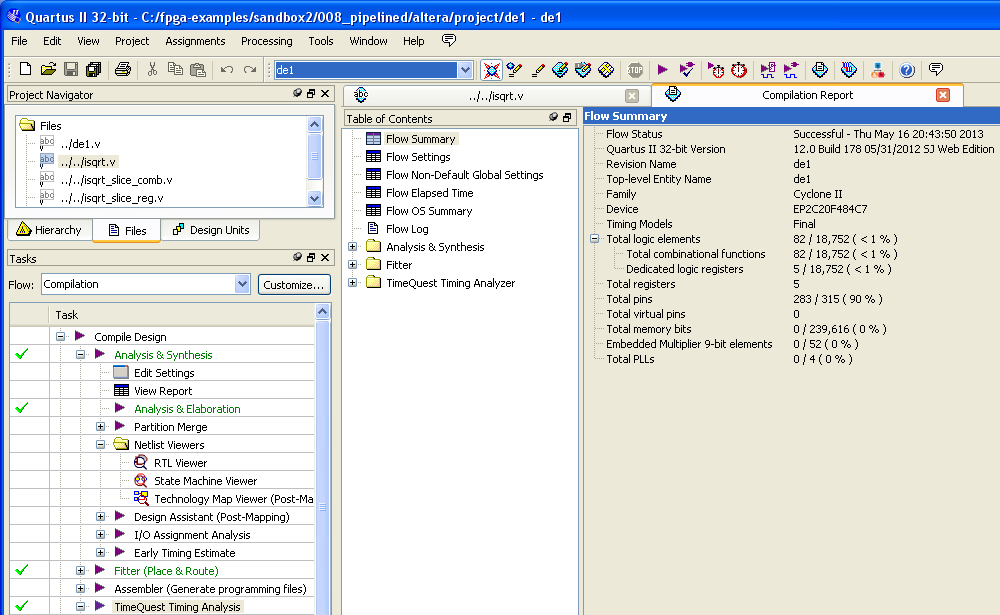 Quartus II 32-bit - C:/fpga-examples/sandbox2/008_pipelined/altera/project/de1 - de1
File Edit View Project Assignments Processing Tools Window Help
de1
STOP
Project Navigator
Files
abc ../de1.v
abc ../../isqrt.v
abc ../../isqrt_slice_comb.v
abc ../../isqrt_slice_reg.v
Hierarchy Files Design Units
Tasks
Flow: Compilation Customize...
Task
Compile Design
Analysis & Synthesis
Edit Settings
View Report
Analysis & Elaboration
Partition Merge
Netlist Viewers
RTL Viewer
State Machine Viewer
Technology Map Viewer (Post-Ma
Design Assistant (Post-Mapping)
I/O Assignment Analysis
Early Timing Estimate
Fitter (Place & Route)
Assembler (Generate programming files)
TimeQuest Timing Analysis
abc ../../isqrt.v
Compilation Report
Table of Contents
Flow Summary
Flow Settings
Flow Non-Default Global Settings
Flow Elapsed Time
Flow OS Summary
Flow Log
Analysis & Synthesis
Fitter
TimeQuest Timing Analyzer
Flow Summary
Flow Status Successful - Thu May 16 20:43:50 2013
Quartus II 32-bit Version 12.0 Build 178 05/31/2012 SJ Web Edition
Revision Name de1
Top-level Entity Name de1
Family Cyclone II
Device EP2C20F484C7
Timing Models Final
Total logic elements 82 / 18,752 ( < 1 % )
Total combinational functions 82 / 18,752 ( < 1 % )
Dedicated logic registers 5 / 18,752 ( < 1 % )
Total registers 5
Total pins 283 / 315 ( 90 % )
Total virtual pins 0
Total memory bits 0 / 239,616 ( 0 % )
Embedded Multiplier 9-bit elements 0 / 52 ( 0 % )
Total PLLs 0 / 4 ( 0 % )